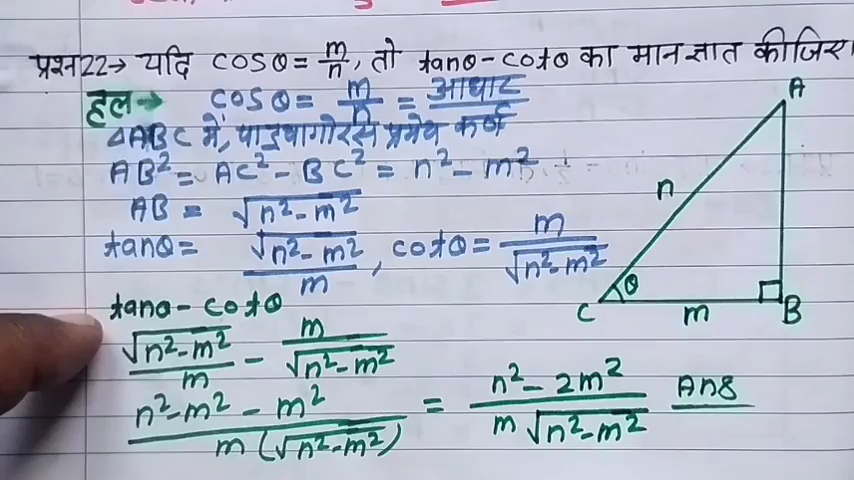 प्रश्न22→ यदि cosθ = m/n, तो tanθ-cotθ का मान ज्ञात कीजिए।
हल→ cosθ = m/n = आधार/कर्ण
△ABC में, पाइथागोरस प्रमेय
AB² = AC² - BC² = n² - m²
AB = √(n² - m²)
tanθ = √(n² - m²)/m, cotθ = m/√(n² - m²)
tanθ - cotθ
√(n² - m²)/m - m/√(n² - m²)
(n² - m² - m²)/(m(√(n² - m²))) = (n² - 2m²)/(m√(n² - m²)) Ans
A
n
θ
C m B